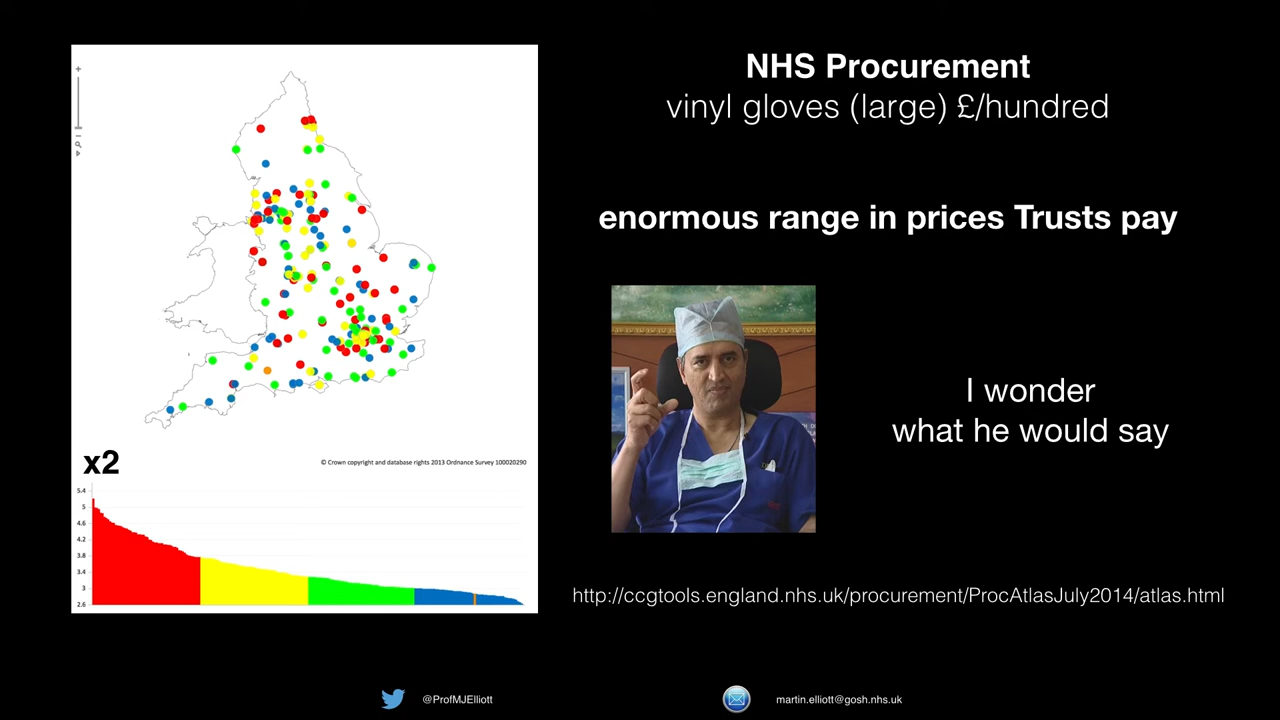 NHS Procurement
vinyl gloves (large) £/hundred
enormous range in prices Trusts pay
I wonder
what he would say
x2
© Crown copyright and database rights 2013 Ordnance Survey 100020290
5.4
5
4.6
4.2
3.8
3.4
3
2.6
http://ccgtools.england.nhs.uk/procurement/ProcAtlasJuly2014/atlas.html
@ProfMJElliott
martin.elliott@gosh.nhs.uk